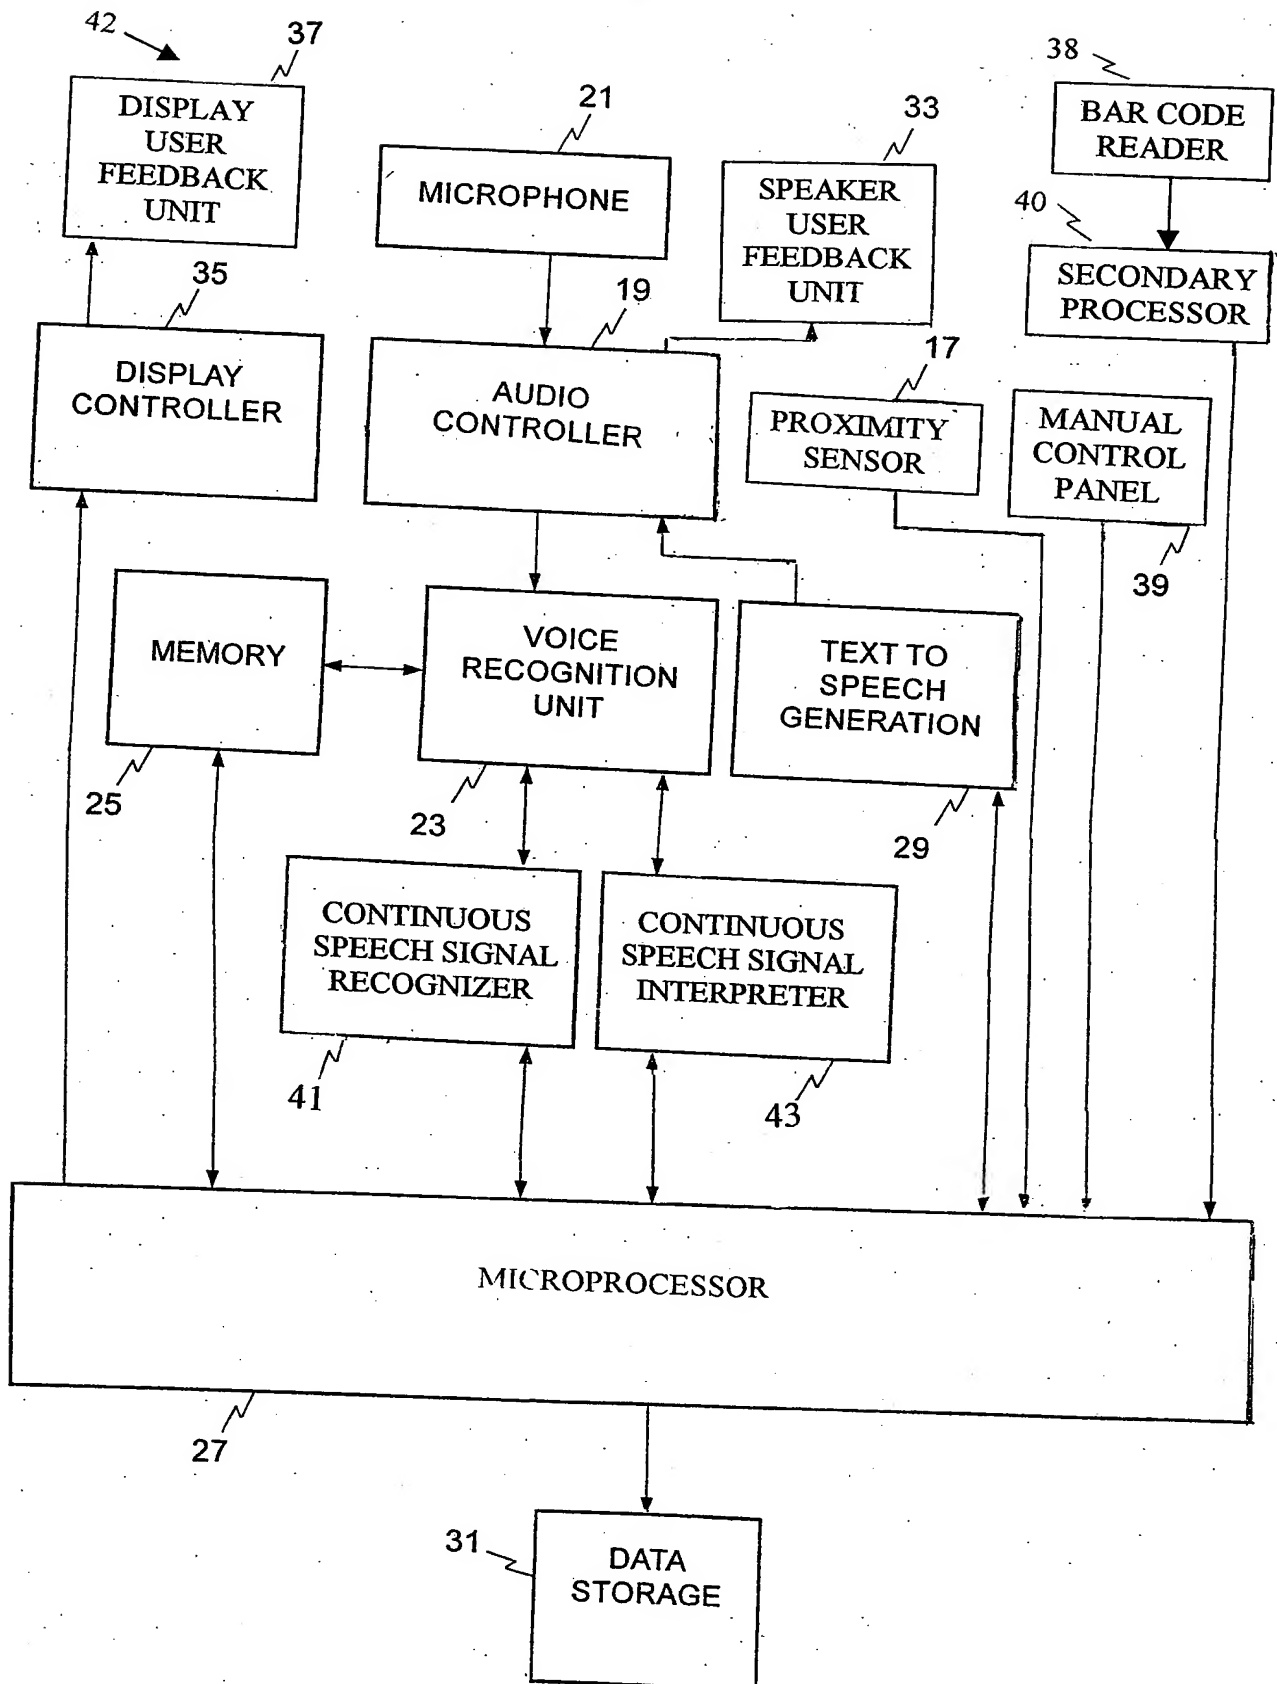 42
37
DISPLAY
USER
FEEDBACK
UNIT
21
MICROPHONE
33
SPEAKER
USER
FEEDBACK
UNIT
38
BAR CODE
READER
40
SECONDARY
PROCESSOR
35
DISPLAY
CONTROLLER
19
AUDIO
CONTROLLER
17
PROXIMITY
SENSOR
MANUAL
CONTROL
PANEL
39
MEMORY
25
VOICE
RECOGNITION
UNIT
23
TEXT TO
SPEECH
GENERATION
29
CONTINUOUS
SPEECH SIGNAL
RECOGNIZER
41
CONTINUOUS
SPEECH SIGNAL
INTERPRETER
43
MICROPROCESSOR
27
31
DATA
STORAGE